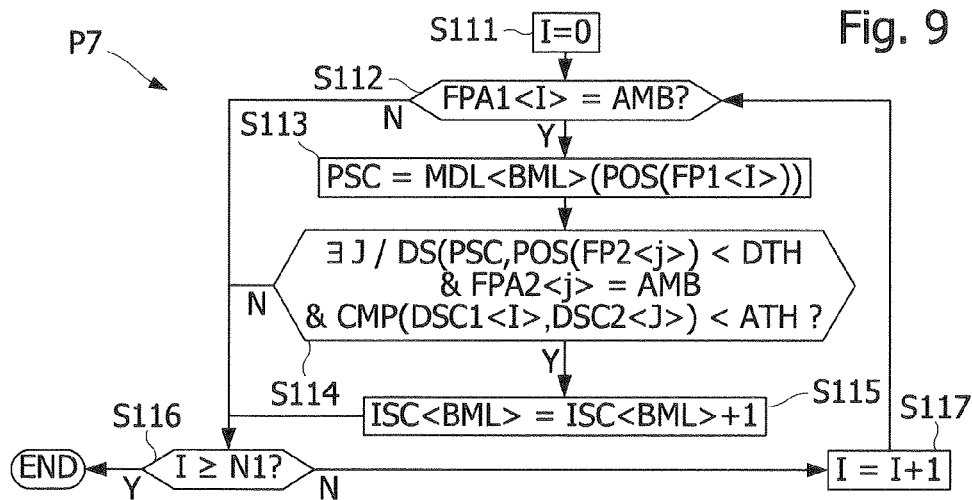 Fig. 9
P7
S111
I=0
S112
FPA1<I> = AMB?
N
Y
S113
PSC = MDL<BML>(POS(FP1<I>))
∃ J / DS(PSC,POS(FP2<j>) < DTH
& FPA2<j> = AMB
& CMP(DSC1<I>,DSC2<J>) < ATH ?
N
Y
S114
ISC<BML> = ISC<BML>+1
S115
S116
I ≥ N1?
Y
N
END
S117
I = I+1